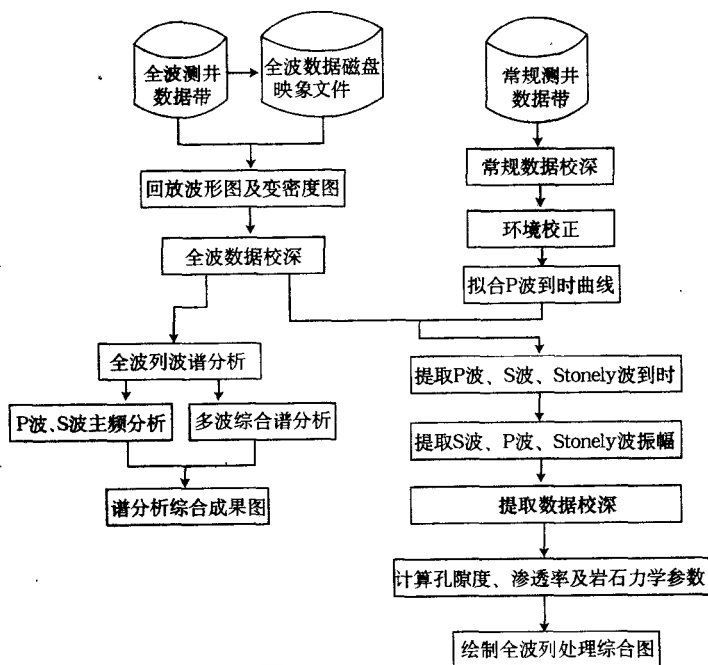 全波测井
数据带
全波数据磁盘
映象文件
常规测井
数据带
回放波形图及变密度图
常规数据校深
全波数据校深
环境校正
拟合P波到时曲线
全波列波谱分析
提取P波、S波、Stonely波到时
P波、S波主频分析
多波综合谱分析
提取S波、P波、Stonely波振幅
谱分析综合成果图
提取数据校深
计算孔隙度、渗透率及岩石力学参数
绘制全波列处理综合图